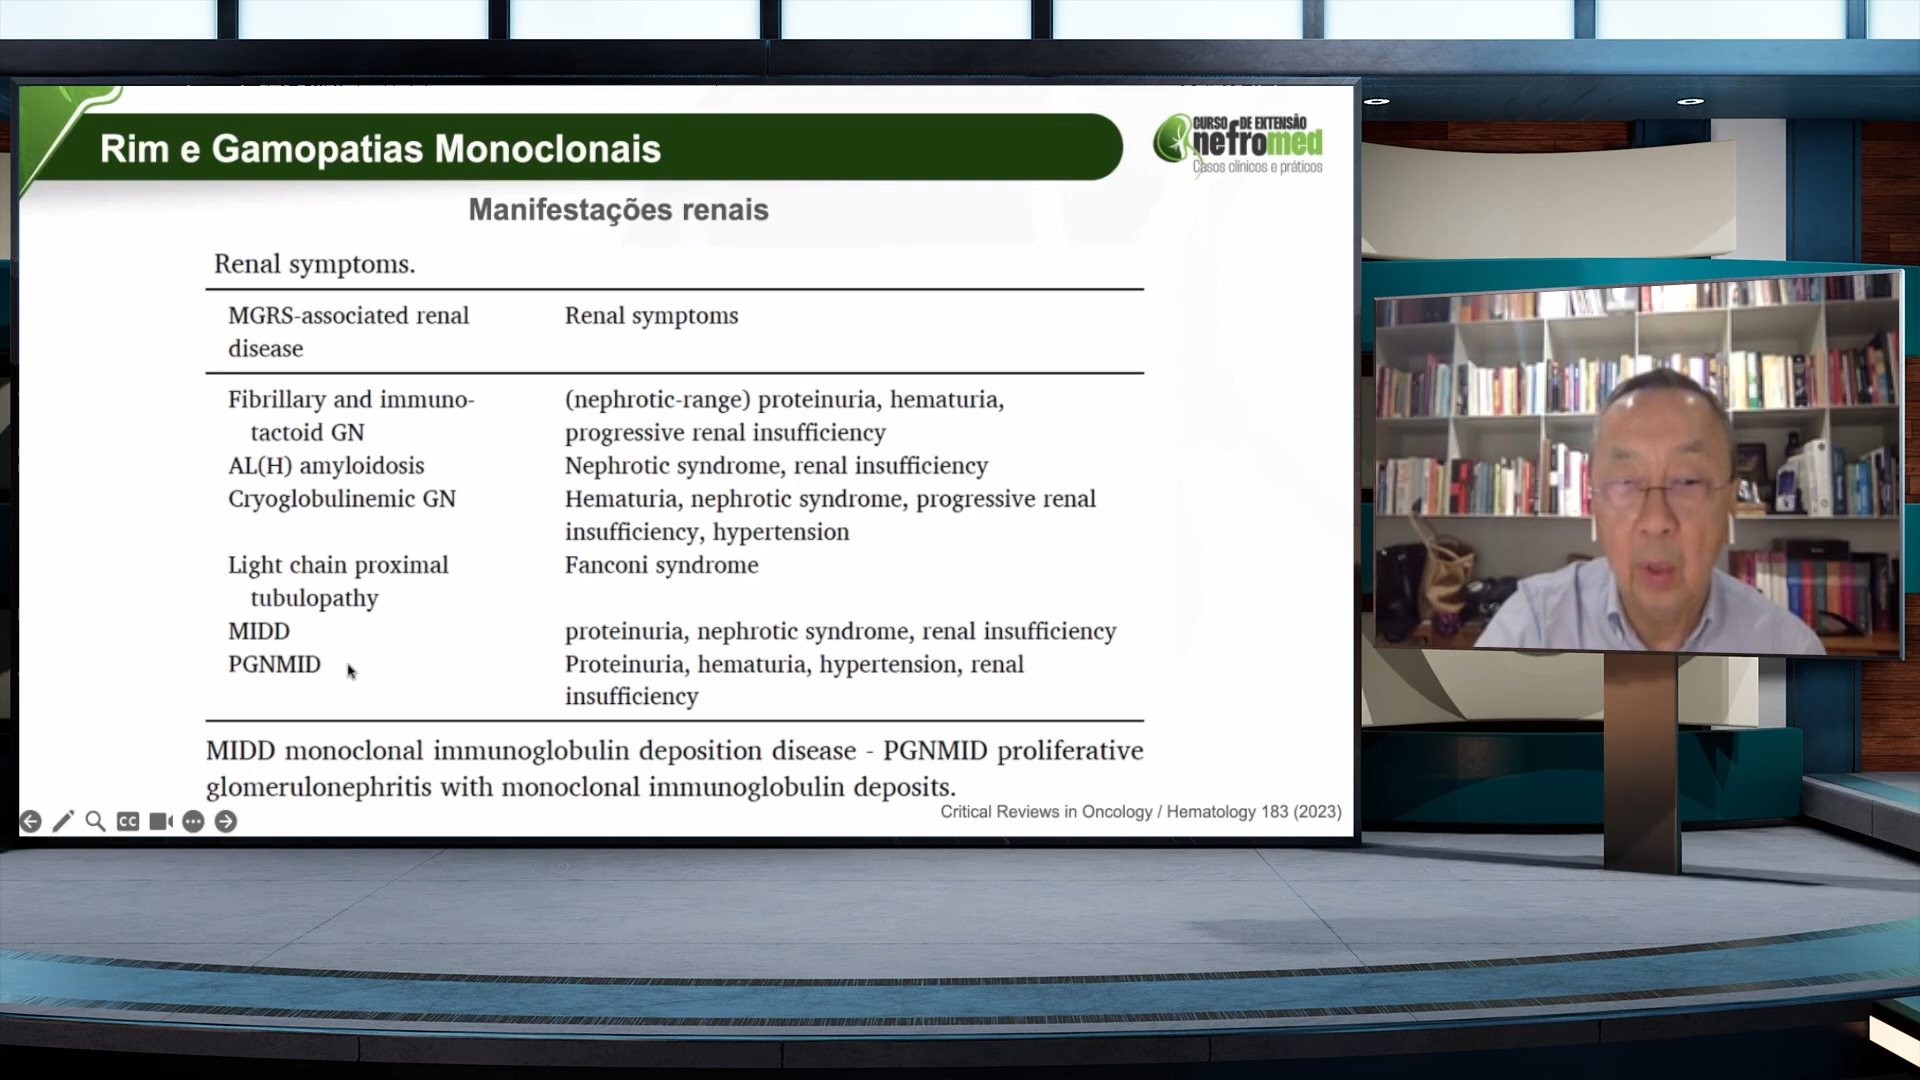 Rim e Gamopatias Monoclonais
CURSO DE EXTENSÃO
nefromed
Casos clínicos e práticos
Manifestações renais
Renal symptoms.
MGRS-associated renal disease
Renal symptoms
Fibrillary and immuno-
tactoid GN
(nephrotic-range) proteinuria, hematuria,
progressive renal insufficiency
AL(H) amyloidosis
Nephrotic syndrome, renal insufficiency
Cryoglobulinemic GN
Hematuria, nephrotic syndrome, progressive renal
insufficiency, hypertension
Light chain proximal
tubulopathy
Fanconi syndrome
MIDD
proteinuria, nephrotic syndrome, renal insufficiency
PGNMID
Proteinuria, hematuria, hypertension, renal
insufficiency
MIDD monoclonal immunoglobulin deposition disease - PGNMID proliferative
glomerulonephritis with monoclonal immunoglobulin deposits.
Critical Reviews in Oncology / Hematology 183 (2023)
CC